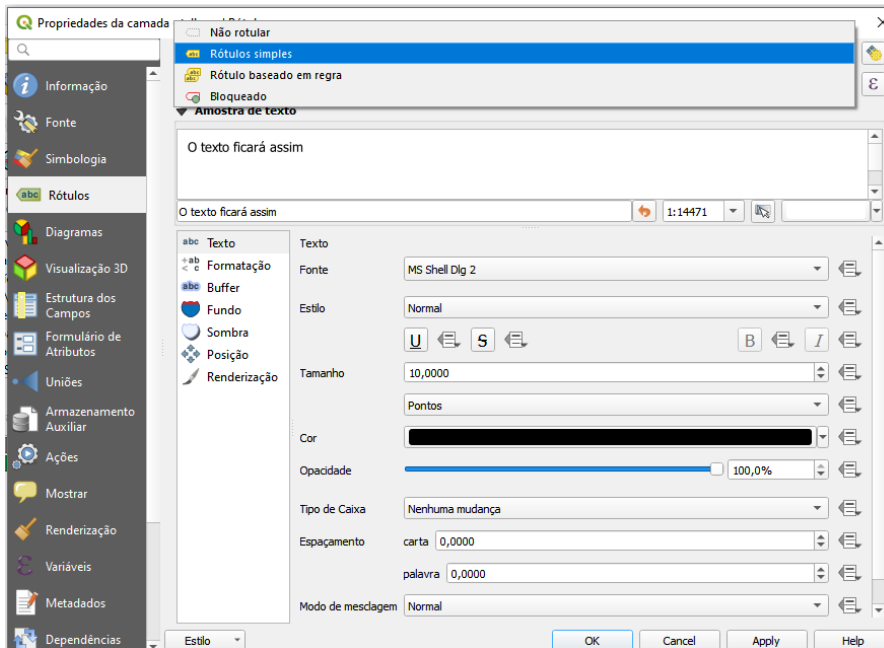 Propriedades da camada
Não rotular
Rótulos simples
Rótulo baseado em regra
Bloqueado
ε
Amostra de texto
O texto ficará assim
O texto ficará assim
1:14471
Informação
Fonte
Simbologia
abc Rótulos
Diagramas
Visualização 3D
Estrutura dos
Campos
Formulário de
Atributos
Uniões
Armazenamento
Auxiliar
Ações
Mostrar
Renderização
Variáveis
Metadados
Dependências
abc Texto
+ab
< c Formatação
abc Buffer
Fundo
Sombra
Posição
Renderização
Texto
Fonte MS Shell Dlg 2
Estilo Normal
U S B I
Tamanho 10,0000
Pontos
Cor
Opacidade 100,0%
Tipo de Caixa Nenhuma mudança
Espaçamento carta 0,0000
palavra 0,0000
Modo de mesclagem Normal
Estilo OK Cancel Apply Help